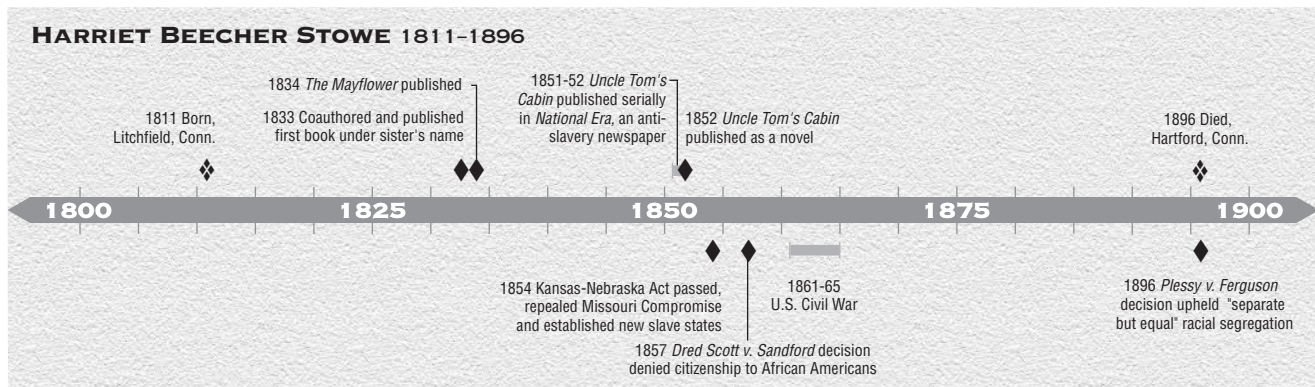 HARRIET BEECHER STOWE 1811–1896
1834 The Mayflower published
1833 Coauthored and published
first book under sister's name
1811 Born,
Litchfield, Conn.
1851-52 Uncle Tom's
Cabin published serially
in National Era, an anti-
slavery newspaper
1852 Uncle Tom's Cabin
published as a novel
1896 Died,
Hartford, Conn.
1800 1825 1850 1875 1900
1854 Kansas-Nebraska Act passed,
repealed Missouri Compromise
and established new slave states
1857 Dred Scott v. Sandford decision
denied citizenship to African Americans
1861-65
U.S. Civil War
1896 Plessy v. Ferguson
decision upheld "separate
but equal" racial segregation